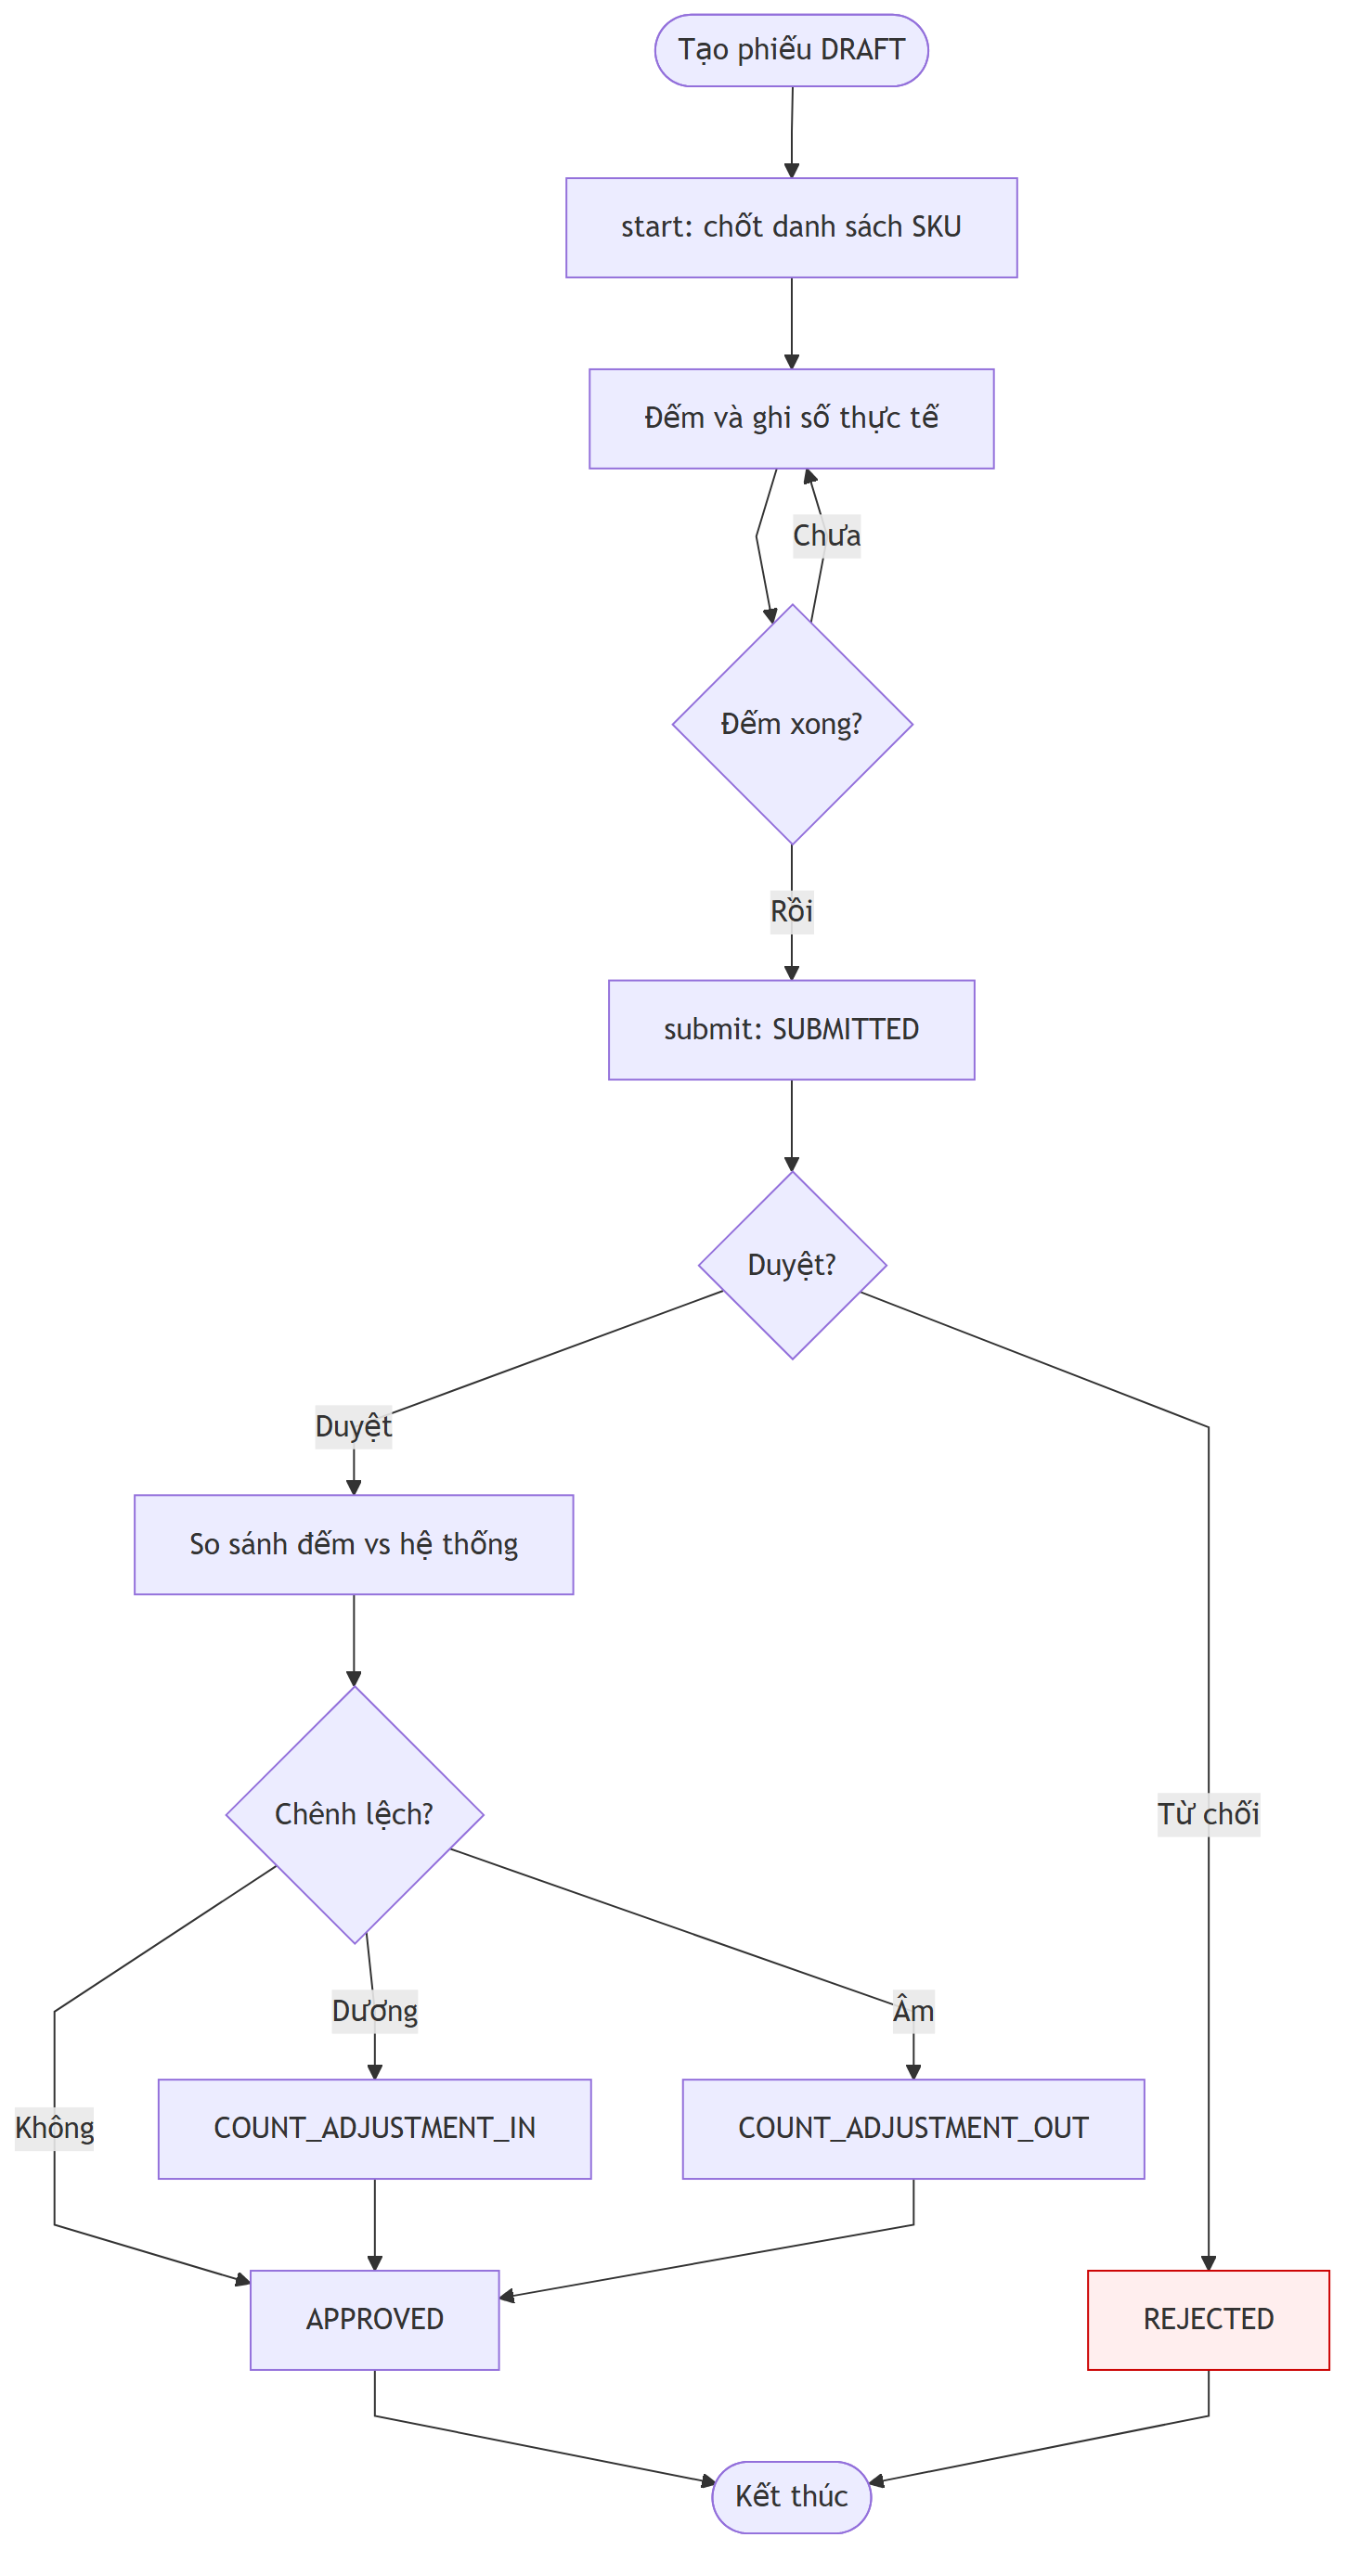 Tạo phiếu DRAFT
start: chốt danh sách SKU
Đếm và ghi số thực tế
Chưa
Đếm xong?
Rồi
submit: SUBMITTED
Duyệt?
Duyệt
So sánh đếm vs hệ thống
Chênh lệch?
Từ chối
Dương
Âm
Không
COUNT_ADJUSTMENT_IN
COUNT_ADJUSTMENT_OUT
APPROVED
REJECTED
Kết thúc